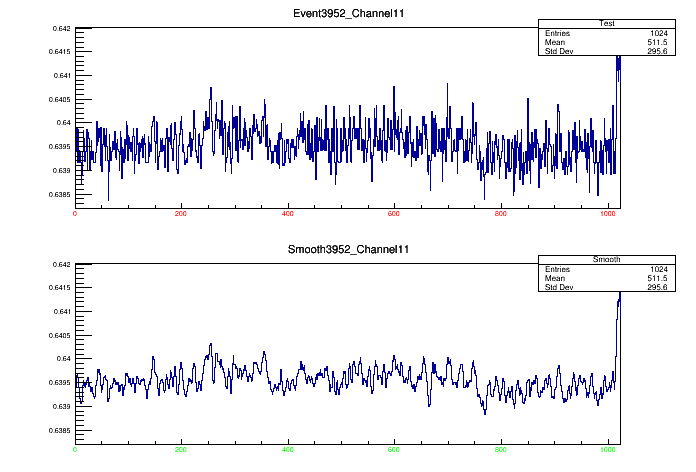 Event3952_Channel11
Test
Entries 1024
Mean 511.5
Std Dev 295.6
0.642
0.6415
0.641
0.6405
0.64
0.6395
0.639
0.6385
0 200 400 600 800 1000
Smooth3952_Channel11
Smooth
Entries 1024
Mean 511.5
Std Dev 295.6
0.642
0.6415
0.641
0.6405
0.64
0.6395
0.639
0.6385
0 200 400 600 800 1000